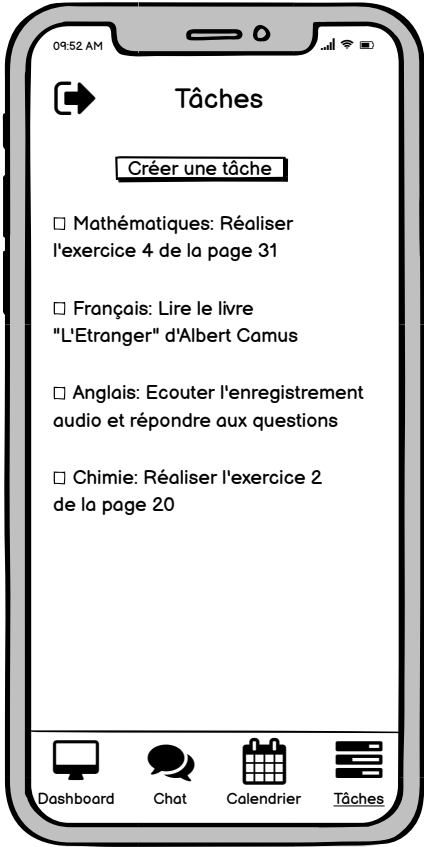 09:52 AM
Tâches
Créer une tâche
☐ Mathématiques: Réaliser
l'exercice 4 de la page 31
☐ Français: Lire le livre
"L'Etranger" d'Albert Camus
☐ Anglais: Ecouter l'enregistrement
audio et répondre aux questions
☐ Chimie: Réaliser l'exercice 2
de la page 20
Dashboard Chat Calendrier Tâches